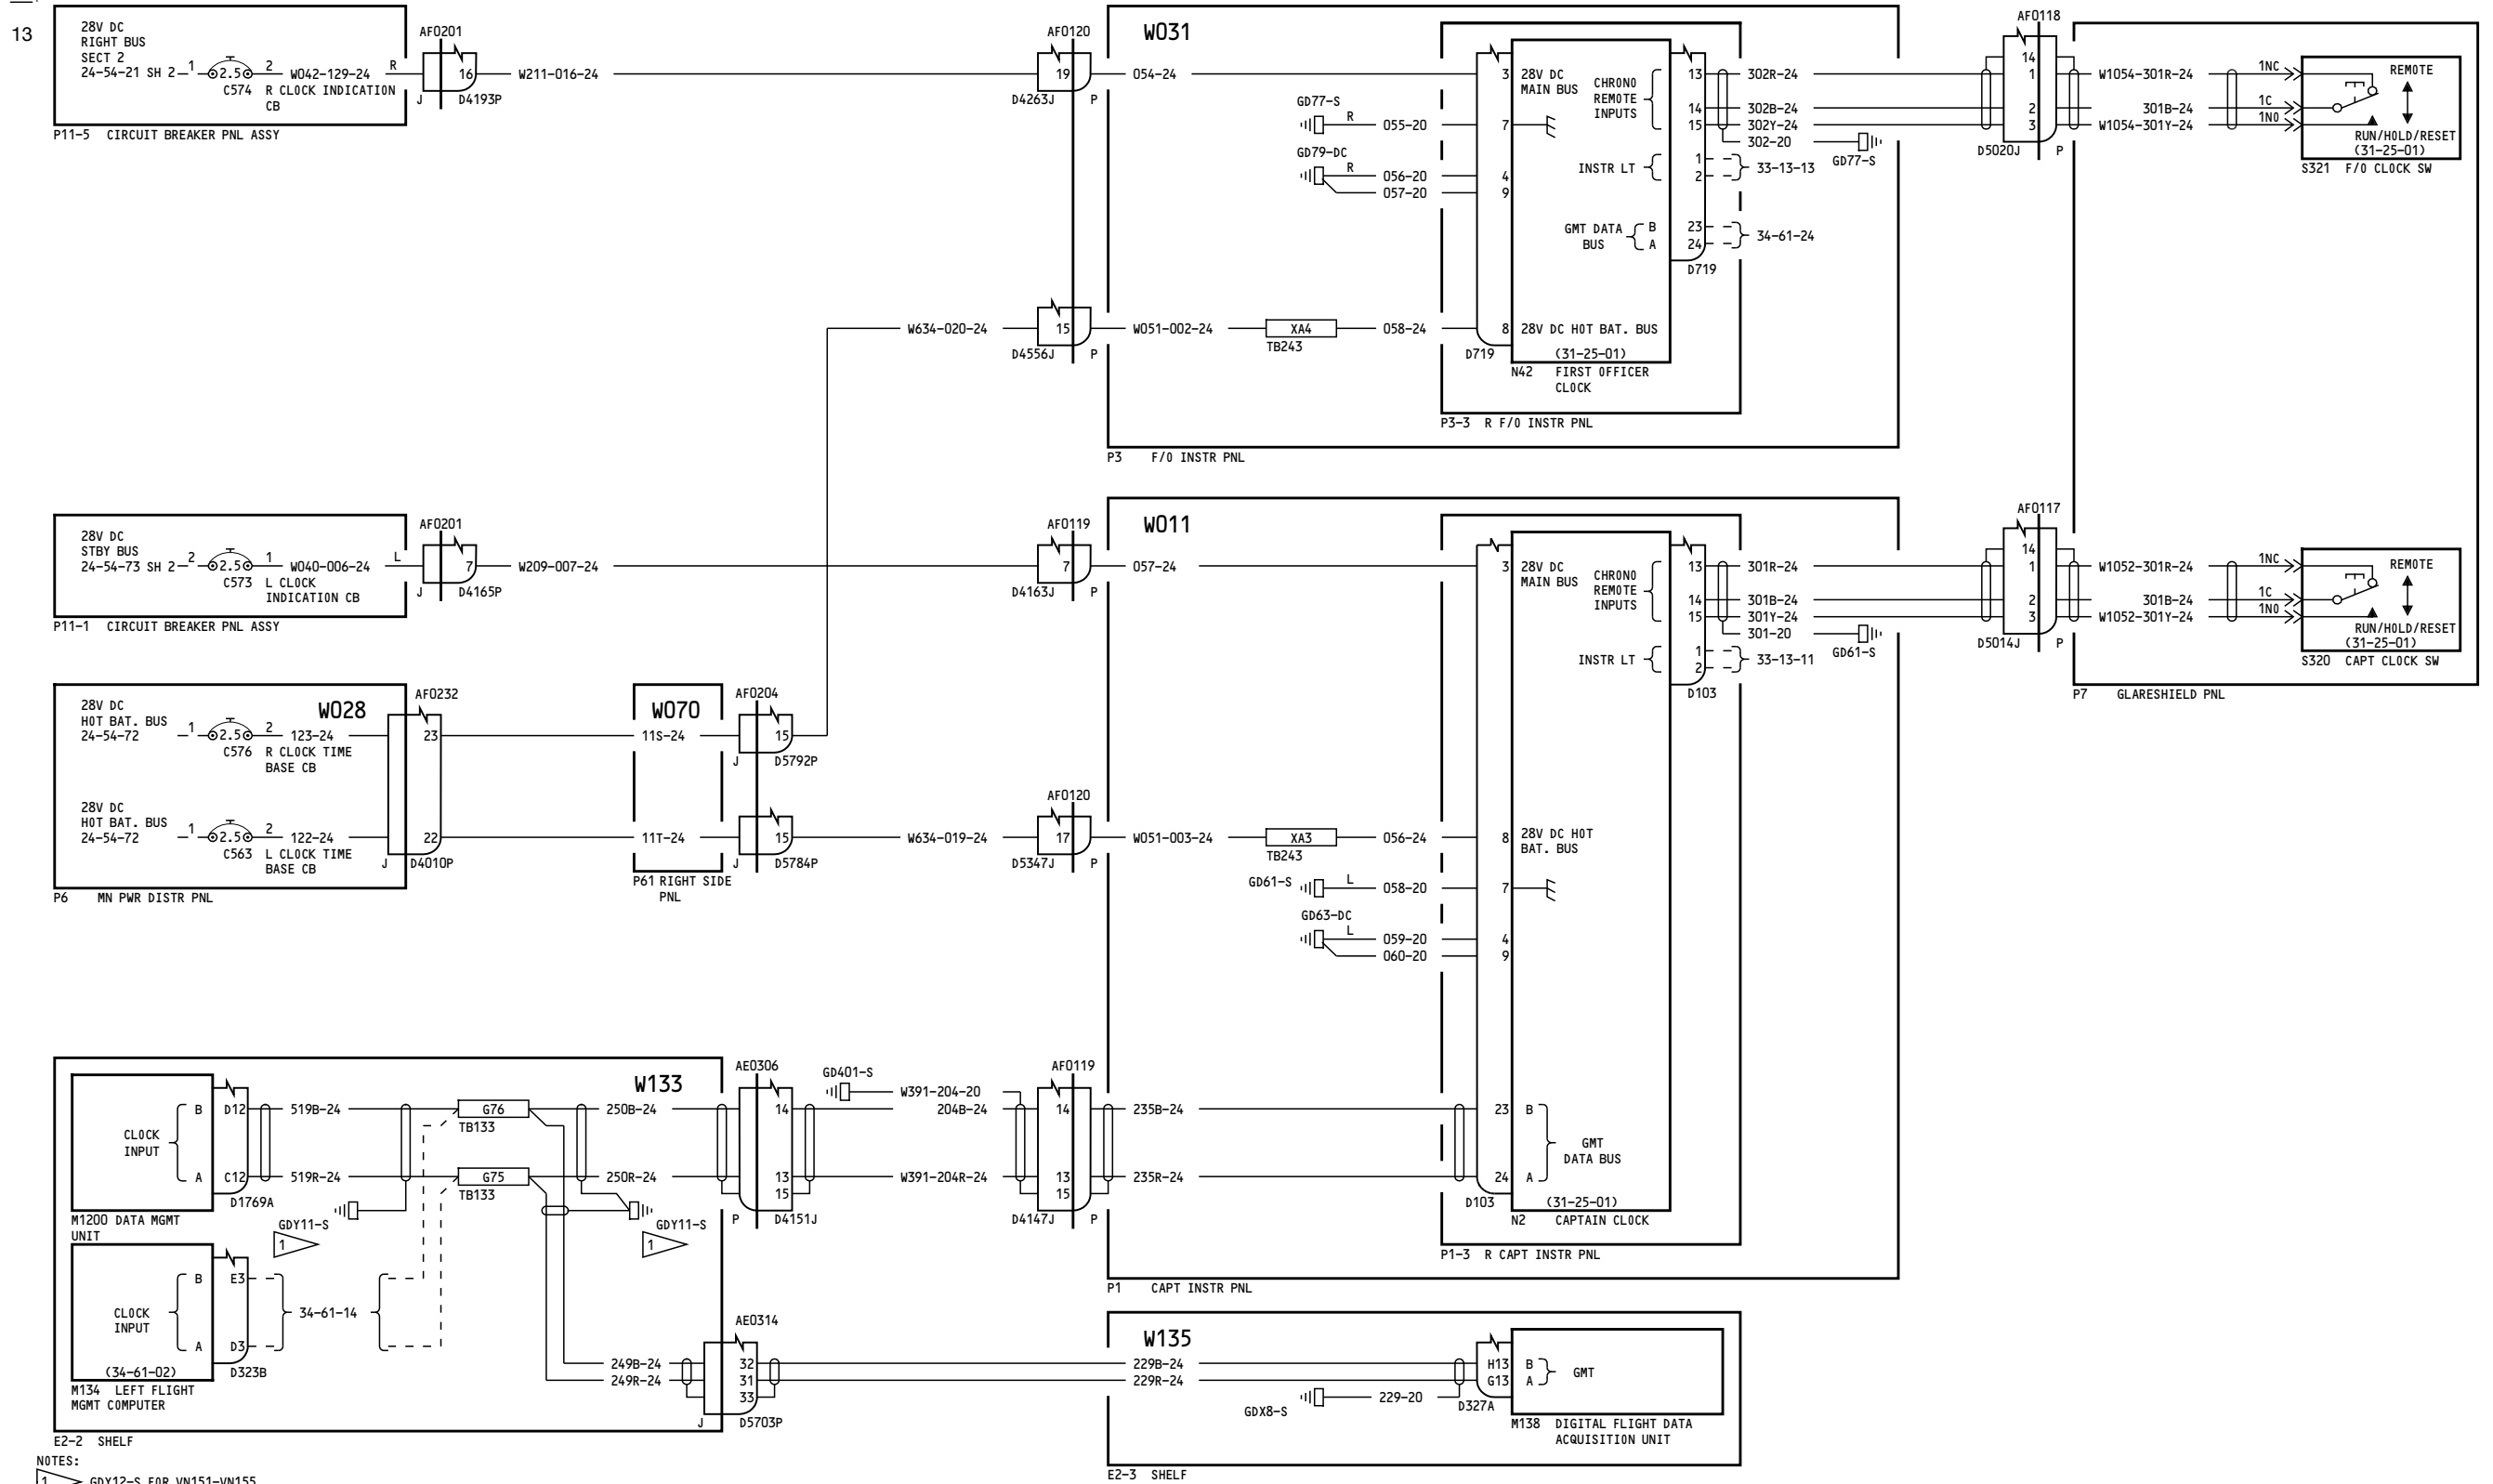 13
28V DC
RIGHT BUS
SECT 2
24-54-21 SH 2
1
2.5
2
W042-129-24
R
C574 R CLOCK INDICATION
CB
P11-5 CIRCUIT BREAKER PNL ASSY
AF0201
16
J
D4193P
W211-016-24
AF0120
19
D4263J
P
W031
054-24
3
28V DC
MAIN BUS
GD77-S
R
055-20
7
GD79-DC
R
056-20
4
057-20
9
CHRONO
REMOTE
INPUTS
13
14
15
INSTR LT
1
2
GMT DATA
BUS
B
A
23
24
D719
302R-24
302B-24
302Y-24
302-20
GD77-S
33-13-13
34-61-24
W634-020-24
15
D4556J
P
W051-002-24
XA4
TB243
058-24
8
28V DC HOT BAT. BUS
D719
(31-25-01)
N42 FIRST OFFICER
CLOCK
P3-3 R F/O INSTR PNL
P3 F/O INSTR PNL
AF0118
14
1
2
3
D5020J
P
W1054-301R-24
301B-24
W1054-301Y-24
1NC
1C
1NO
REMOTE
RUN/HOLD/RESET
(31-25-01)
S321 F/O CLOCK SW
28V DC
STBY BUS
24-54-73 SH 2
2
2.5
1
W040-006-24
L
C573 L CLOCK
INDICATION CB
P11-1 CIRCUIT BREAKER PNL ASSY
AF0201
7
J
D4165P
W209-007-24
AF0119
7
D4163J
P
W011
057-24
3
28V DC
MAIN BUS
CHRONO
REMOTE
INPUTS
13
14
15
INSTR LT
1
2
D103
301R-24
301B-24
301Y-24
301-20
GD61-S
33-13-11
AF0117
14
1
2
3
D5014J
P
W1052-301R-24
301B-24
W1052-301Y-24
1NC
1C
1NO
REMOTE
RUN/HOLD/RESET
(31-25-01)
S320 CAPT CLOCK SW
P7 GLARESHIELD PNL
28V DC
HOT BAT. BUS
24-54-72
1
2.5
2
123-24
C576 R CLOCK TIME
BASE CB
W028
AF0232
23
28V DC
HOT BAT. BUS
24-54-72
1
2.5
2
122-24
C563 L CLOCK TIME
BASE CB
22
J
D4010P
P6 MN PWR DISTR PNL
W070
11S-24
11T-24
P61 RIGHT SIDE
PNL
AF0204
15
J
D5792P
15
J
D5784P
W634-019-24
AF0120
17
D5347J
P
W051-003-24
XA3
TB243
056-24
8
28V DC HOT
BAT. BUS
GD61-S
L
058-20
7
GD63-DC
L
059-20
4
060-20
9
W133
B
D12
CLOCK
INPUT
A
C12
D1769A
M1200 DATA MGMT
UNIT
519B-24
519R-24
GDY11-S
1
G76
TB133
G75
TB133
250B-24
250R-24
GDY11-S
1
AE0306
14
13
15
P
D4151J
GD401-S
W391-204-20
204B-24
W391-204R-24
AF0119
14
13
15
D4147J
P
235B-24
235R-24
23
B
GMT
DATA BUS
24
A
D103
(31-25-01)
N2 CAPTAIN CLOCK
P1-3 R CAPT INSTR PNL
P1 CAPT INSTR PNL
B
E3
CLOCK
INPUT
A
D3
(34-61-02)
D323B
M134 LEFT FLIGHT
MGMT COMPUTER
34-61-14
249B-24
249R-24
AE0314
32
31
33
J
D5703P
E2-2 SHELF
W135
229B-24
229R-24
GDX8-S
229-20
H13
B
G13
A
GMT
D327A
M138 DIGITAL FLIGHT DATA
ACQUISITION UNIT
E2-3 SHELF
NOTES:
1 GDY12-S FOR VN151-VN155